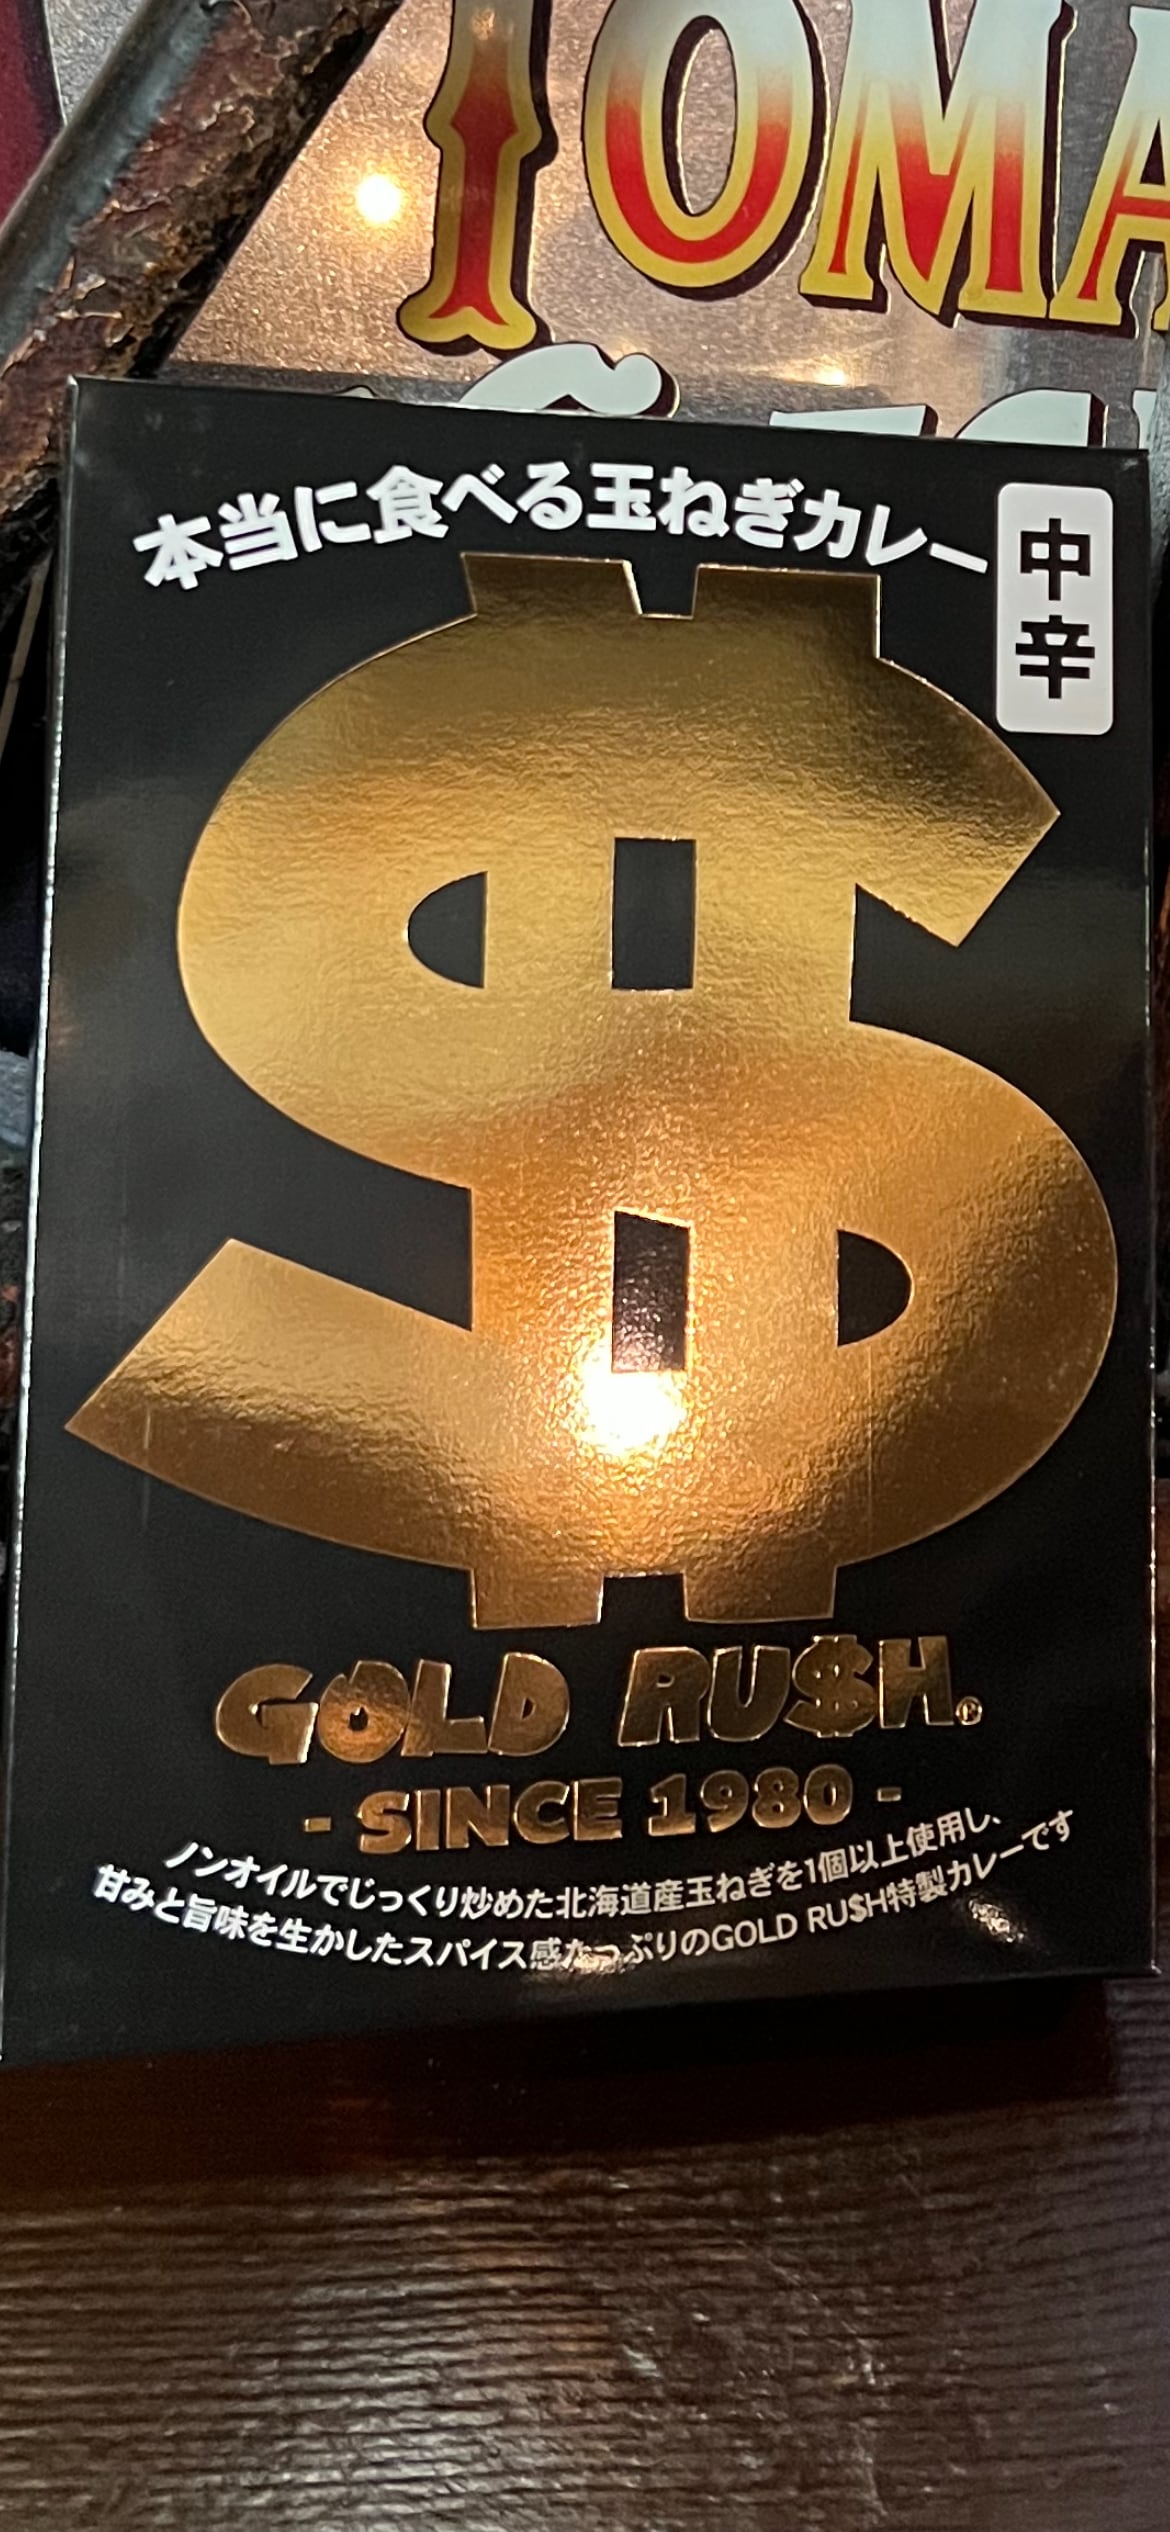 TOMA
本当に食べる玉ねぎカレー
中辛
GOLD RU$H®
- SINCE 1980 -
ノンオイルでじっくり炒めた北海道産玉ねぎを1個以上使用し、
甘みと旨味を生かしたスパイス感たっぷりのGOLD RU$H特製カレーです